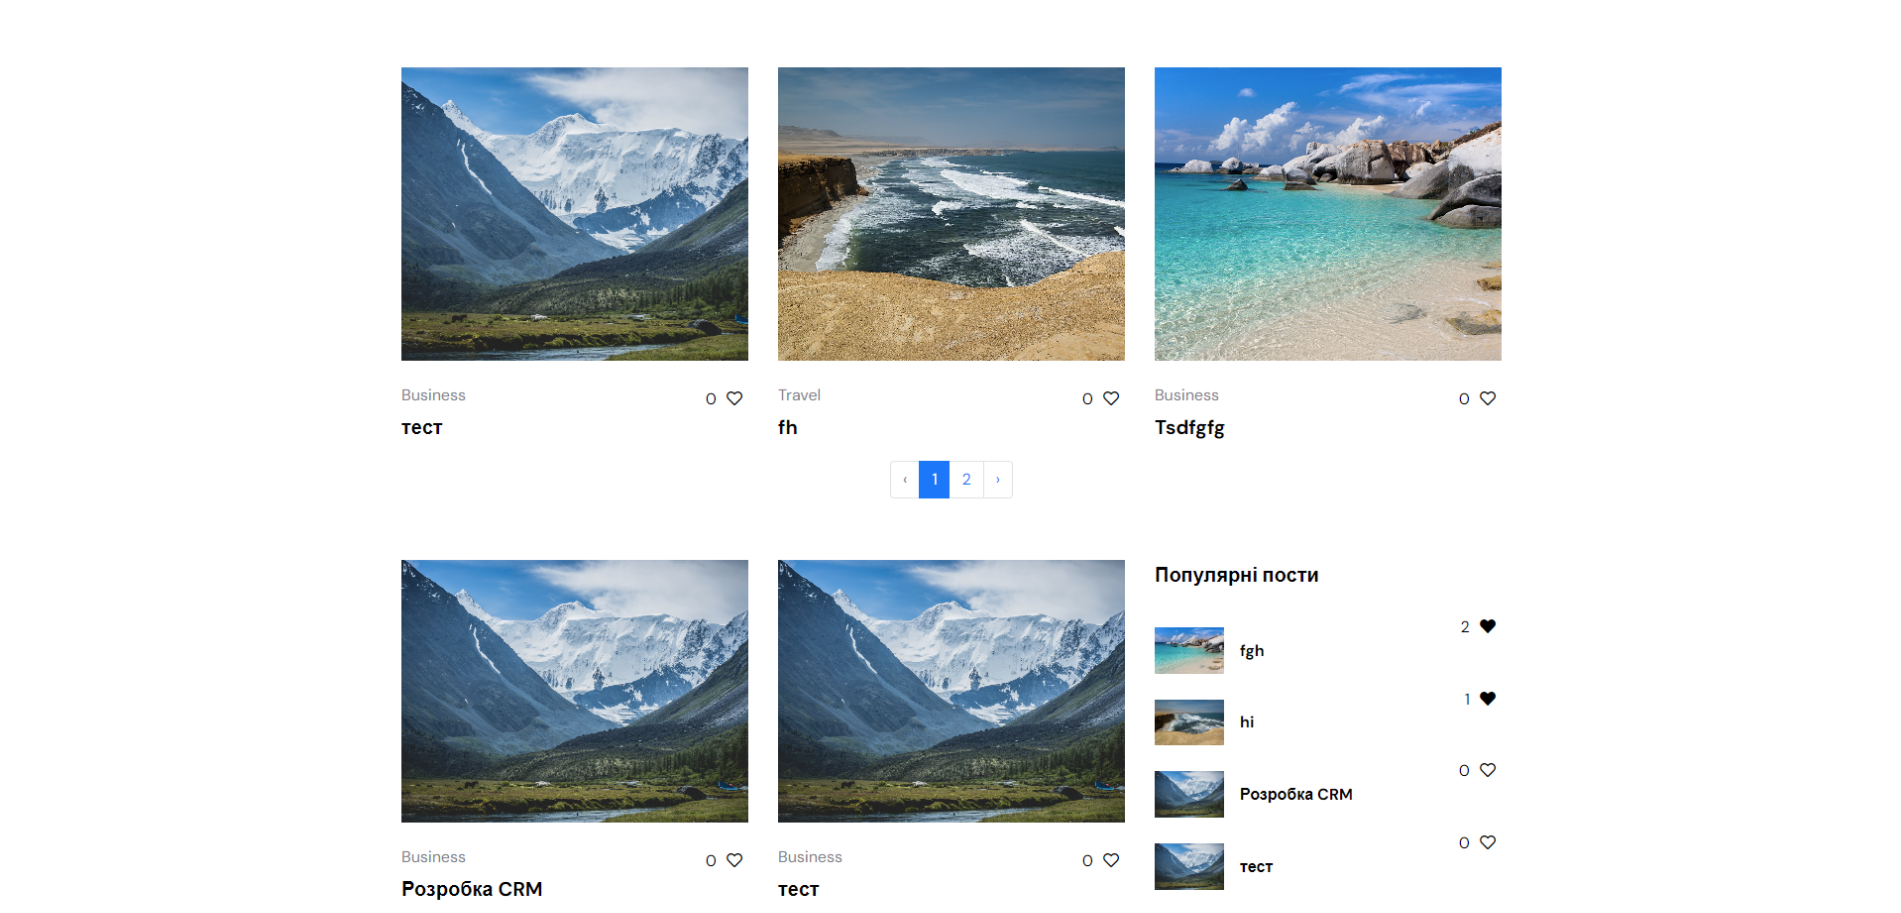 Business 0
тест
Travel 0
fh
Business 0
Tsdfgfg
‹ 1 2 ›
Business 0
Розробка CRM
Business 0
тест
Популярні пости
fgh 2
hi 1
Розробка CRM 0
тест 0